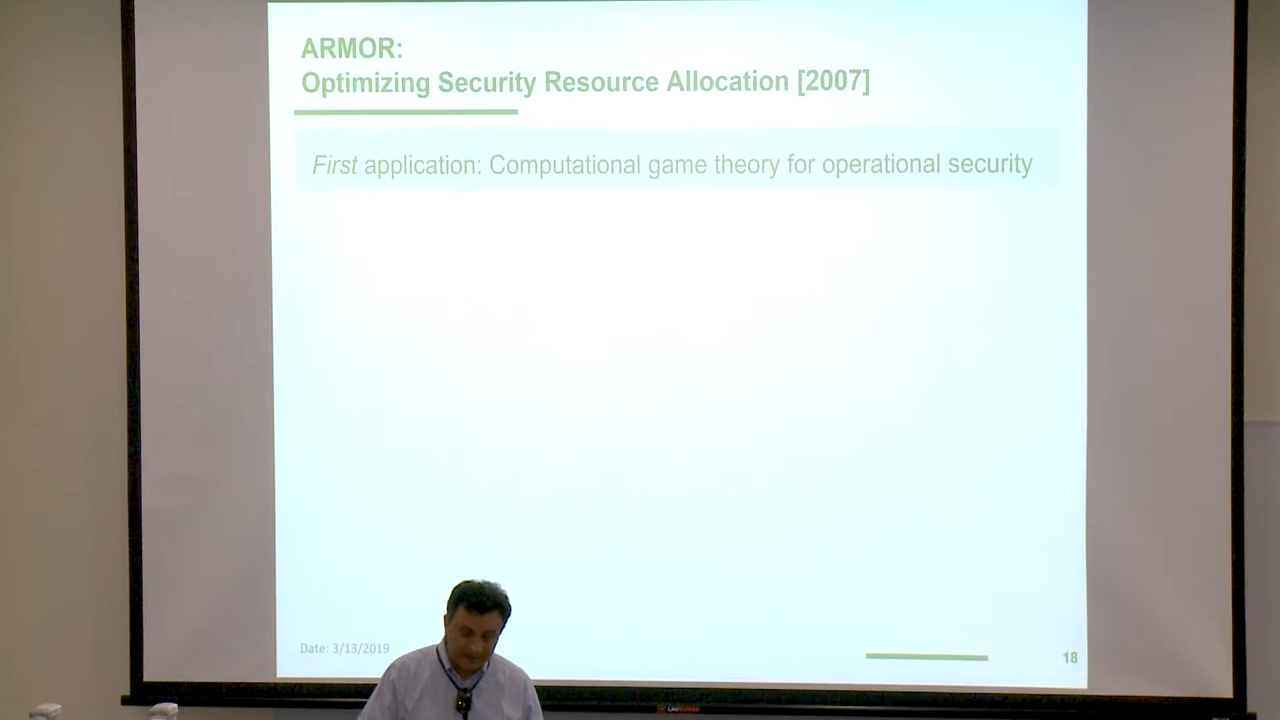 ARMOR:
Optimizing Security Resource Allocation [2007]
First application: Computational game theory for operational security
Date: 3/13/2019
18